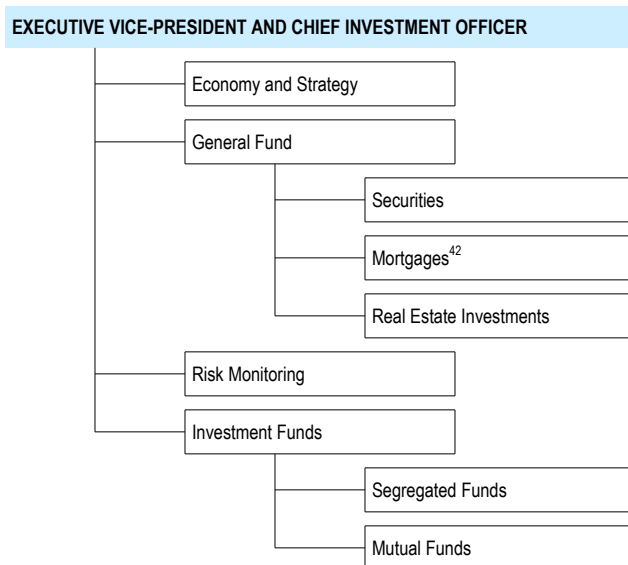 EXECUTIVE VICE-PRESIDENT AND CHIEF INVESTMENT OFFICER
Economy and Strategy
General Fund
Securities
Mortgages42
Real Estate Investments
Risk Monitoring
Investment Funds
Segregated Funds
Mutual Funds